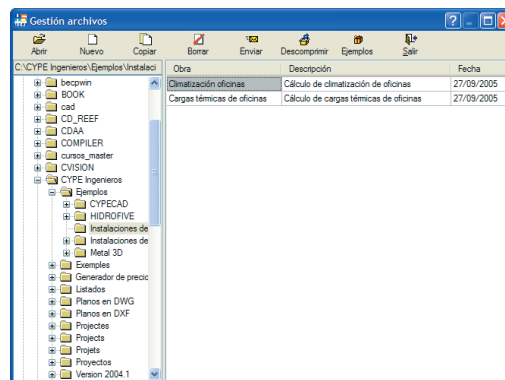 Gestión archivos
Abrir Nuevo Copiar Borrar Enviar Descomprimir Ejemplos Salir
C:\CYPE Ingenieros\Ejemplos\Instalaci
Obra Descripción Fecha
Climatización oficinas Cálculo de climatización de oficinas 27/09/2005
Cargas térmicas de oficinas Cálculo de cargas térmicas de oficinas 27/09/2005
becpwin
BOOK
cad
CD_REEF
CDAA
COMPILER
cursos_master
CVISION
CYPE Ingenieros
Ejemplos
CYPECAD
HIDROFIVE
Instalaciones de
Instalaciones de
Metal 3D
Exemples
Generador de precic
Listados
Planos en DWG
Planos en DXF
Projectes
Projects
Projets
Proyectos
Version 2004.1